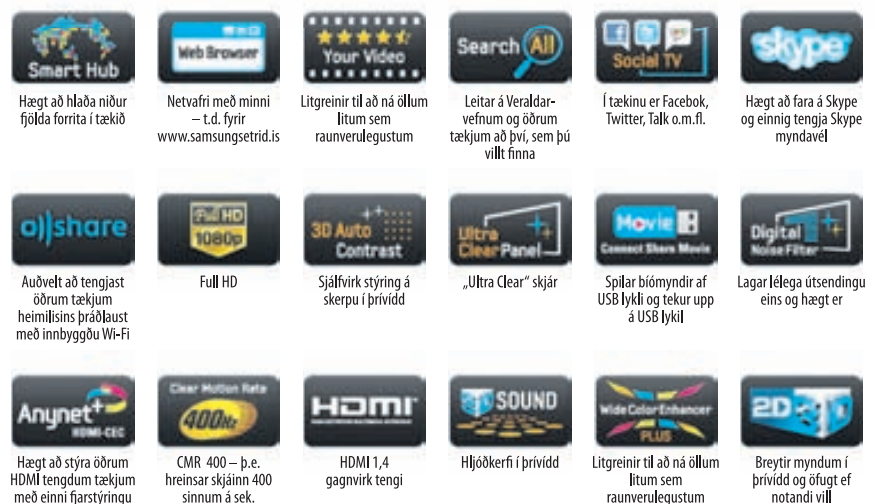 Smart Hub
Hægt að hlaða niður
fjölda forrita í tækið
Web Browser
Netvafri með minni
– t.d. fyrir
www.samsungsetrid.is
Your Video
Litgreinir til að ná öllum
litum sem
raunverulegustum
Search All
Leitar á Veraldar-
vefnum og öðrum
tækjum að því, sem þú
villt finna
Social TV
Í tækinu er Facebok,
Twitter, Talk o.m.fl.
skype
Hægt að fara á Skype
og einnig tengja Skype
myndavél
allshare
Auðvelt að tengjast
öðrum tækjum
heimilisins þráðlaust
með innbyggðu Wi-Fi
Full HD
1080p
Full HD
3D Auto
Contrast
Sjálfvirk stýring á
skerpu í þrívídd
Ultra
Clear Panel
„Ultra Clear“ skjár
Movie
Connect Share Movie
Spilar bíómyndir af
USB lykli og tekur upp
á USB lykil
Digital
Noise Filter
Lagar lélega útsendingu
eins og hægt er
Anynet+
HDMI-CEC
Hægt að stýra öðrum
HDMI tengdum tækjum
með einni fjarstýringu
Clear Motion Rate
400Hz
CMR 400 – þ.e.
hreinsar skjáinn 400
sinnum á sek.
HDMI
HDMI 1,4
gagnvirk tengi
3D SOUND
Hljóðkerfi í þrívídd
Wide Color Enhancer
PLUS
Litgreinir til að ná öllum
litum sem
raunverulegustum
2D 3D
Breytir myndum í
þrívídd og öfugt ef
notandi vill